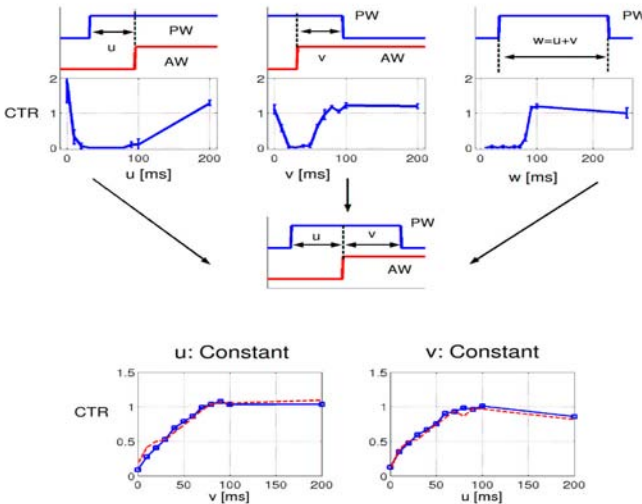 PW PW PW
u v w=u+v
AW AW
CTR
2 2 2
1 1 1
0 0 0
0 100 200 0 100 200 0 100 200
u [ms] v [ms] w [ms]
PW
u v
AW
u: Constant v: Constant
CTR
1.5 1.5
1 1
0.5 0.5
0 0
0 50 100 150 200 0 50 100 150 200
v [ms] u [ms]